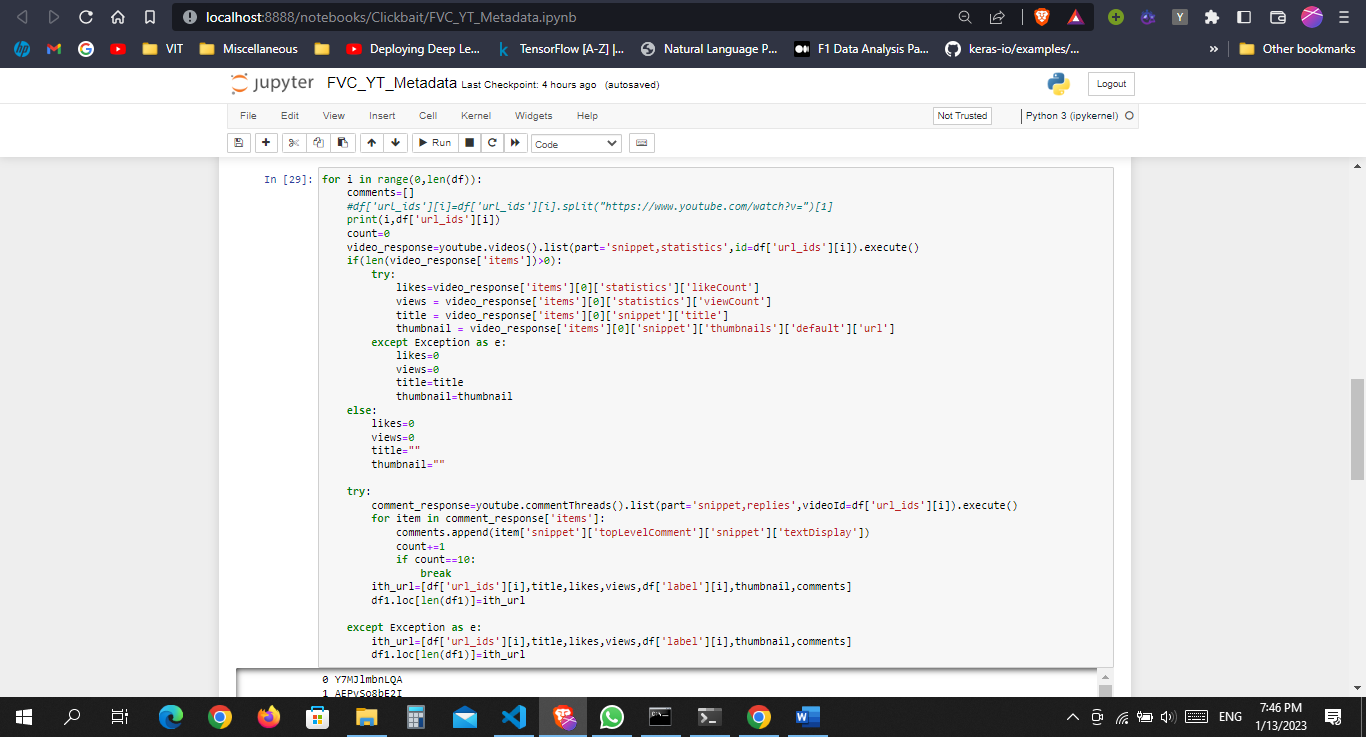 localhost:8888/notebooks/Clickbait/FVC_YT_Metadata.ipynb
Y
VIT
Miscellaneous
Deploying Deep Le...
TensorFlow [A-Z] |...
Natural Language P...
F1 Data Analysis Pa...
keras-io/examples/...
»
Other bookmarks
jupyter
FVC_YT_Metadata Last Checkpoint: 4 hours ago (autosaved)
Logout
File Edit View Insert Cell Kernel Widgets Help
Not Trusted
Python 3 (ipykernel)
Run
Code
In [29]:
for i in range(0,len(df)):
    comments=[]
    #df['url_ids'][i]=df['url_ids'][i].split("https://www.youtube.com/watch?v=")[1]
    print(i,df['url_ids'][i])
    count=0
    video_response=youtube.videos().list(part='snippet,statistics',id=df['url_ids'][i]).execute()
    if(len(video_response['items'])>0):
        try:
            likes=video_response['items'][0]['statistics']['likeCount']
            views = video_response['items'][0]['statistics']['viewCount']
            title = video_response['items'][0]['snippet']['title']
            thumbnail = video_response['items'][0]['snippet']['thumbnails']['default']['url']
        except Exception as e:
            likes=0
            views=0
            title=title
            thumbnail=thumbnail
    else:
        likes=0
        views=0
        title=""
        thumbnail=""
    try:
        comment_response=youtube.commentThreads().list(part='snippet,replies',videoId=df['url_ids'][i]).execute()
        for item in comment_response['items']:
            comments.append(item['snippet']['topLevelComment']['snippet']['textDisplay'])
            count+=1
            if count==10:
                break
        ith_url=[df['url_ids'][i],title,likes,views,df['label'][i],thumbnail,comments]
        df1.loc[len(df1)]=ith_url
    except Exception as e:
        ith_url=[df['url_ids'][i],title,likes,views,df['label'][i],thumbnail,comments]
        df1.loc[len(df1)]=ith_url
0 Y7MJlmbnLQA
1 AEPvSo8bE2I
ENG
7:46 PM
1/13/2023